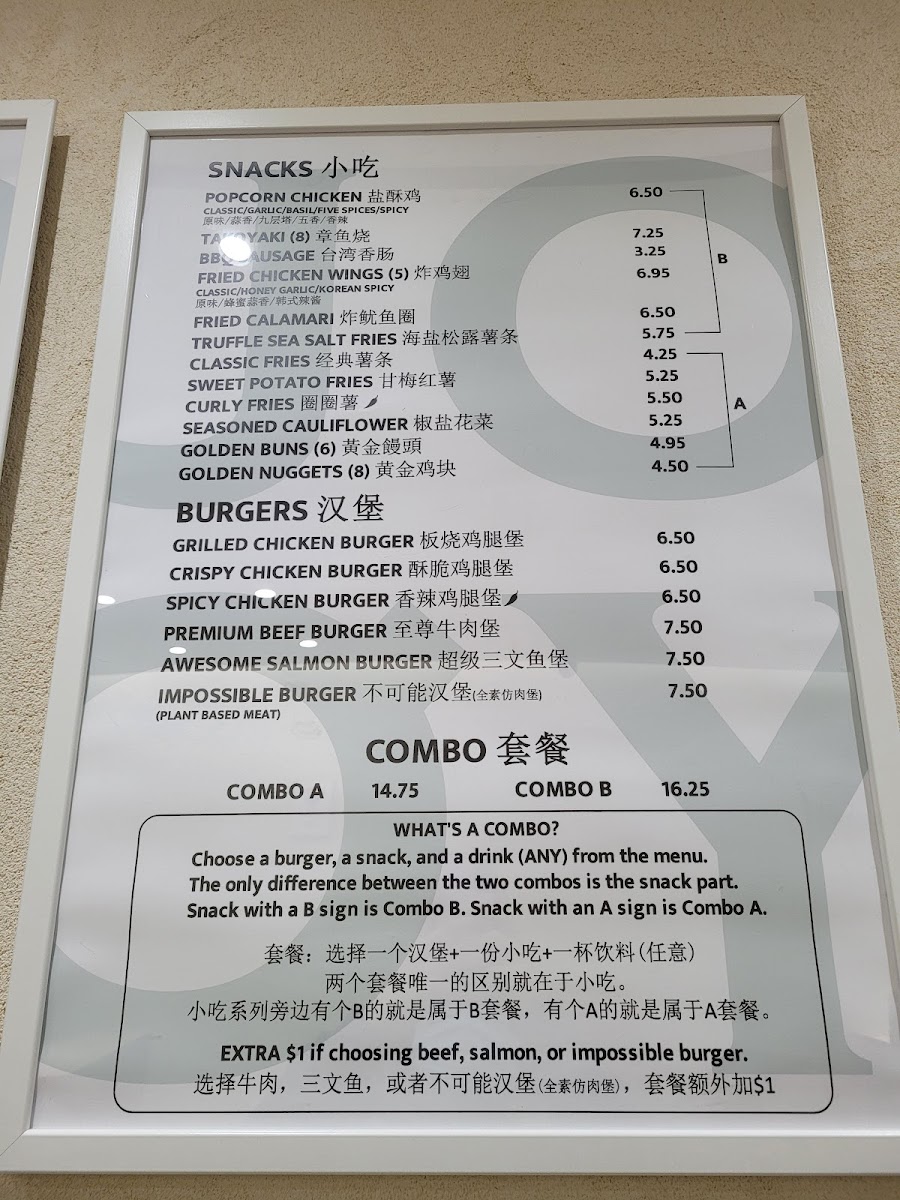 SNACKS 小吃
POPCORN CHICKEN 盐酥鸡 6.50
CLASSIC/GARLIC/BASIL/FIVE SPICES/SPICY
原味/蒜香/九层塔/五香/香辣
TAKOYAKI (8) 章鱼烧 7.25
BBQ SAUSAGE 台湾香肠 3.25
B
FRIED CHICKEN WINGS (5) 炸鸡翅 6.95
CLASSIC/HONEY GARLIC/KOREAN SPICY
原味/蜂蜜蒜香/韩式辣酱
FRIED CALAMARI 炸鱿鱼圈 6.50
TRUFFLE SEA SALT FRIES 海盐松露薯条 5.75
CLASSIC FRIES 经典薯条 4.25
SWEET POTATO FRIES 甘梅红薯 5.25
CURLY FRIES 圈圈薯 5.50
A
SEASONED CAULIFLOWER 椒盐花菜 5.25
GOLDEN BUNS (6) 黃金饅頭 4.95
GOLDEN NUGGETS (8) 黄金鸡块 4.50
BURGERS 汉堡
GRILLED CHICKEN BURGER 板烧鸡腿堡 6.50
CRISPY CHICKEN BURGER 酥脆鸡腿堡 6.50
SPICY CHICKEN BURGER 香辣鸡腿堡 6.50
PREMIUM BEEF BURGER 至尊牛肉堡 7.50
AWESOME SALMON BURGER 超级三文鱼堡 7.50
IMPOSSIBLE BURGER 不可能汉堡(全素仿肉堡) 7.50
(PLANT BASED MEAT)
COMBO 套餐
COMBO A 14.75 COMBO B 16.25
WHAT'S A COMBO?
Choose a burger, a snack, and a drink (ANY) from the menu.
The only difference between the two combos is the snack part.
Snack with a B sign is Combo B. Snack with an A sign is Combo A.
套餐：选择一个汉堡+一份小吃+一杯饮料(任意)
两个套餐唯一的区别就在于小吃。
小吃系列旁边有个B的就是属于B套餐，有个A的就是属于A套餐。
EXTRA $1 if choosing beef, salmon, or impossible burger.
选择牛肉，三文鱼，或者不可能汉堡(全素仿肉堡)，套餐额外加$1